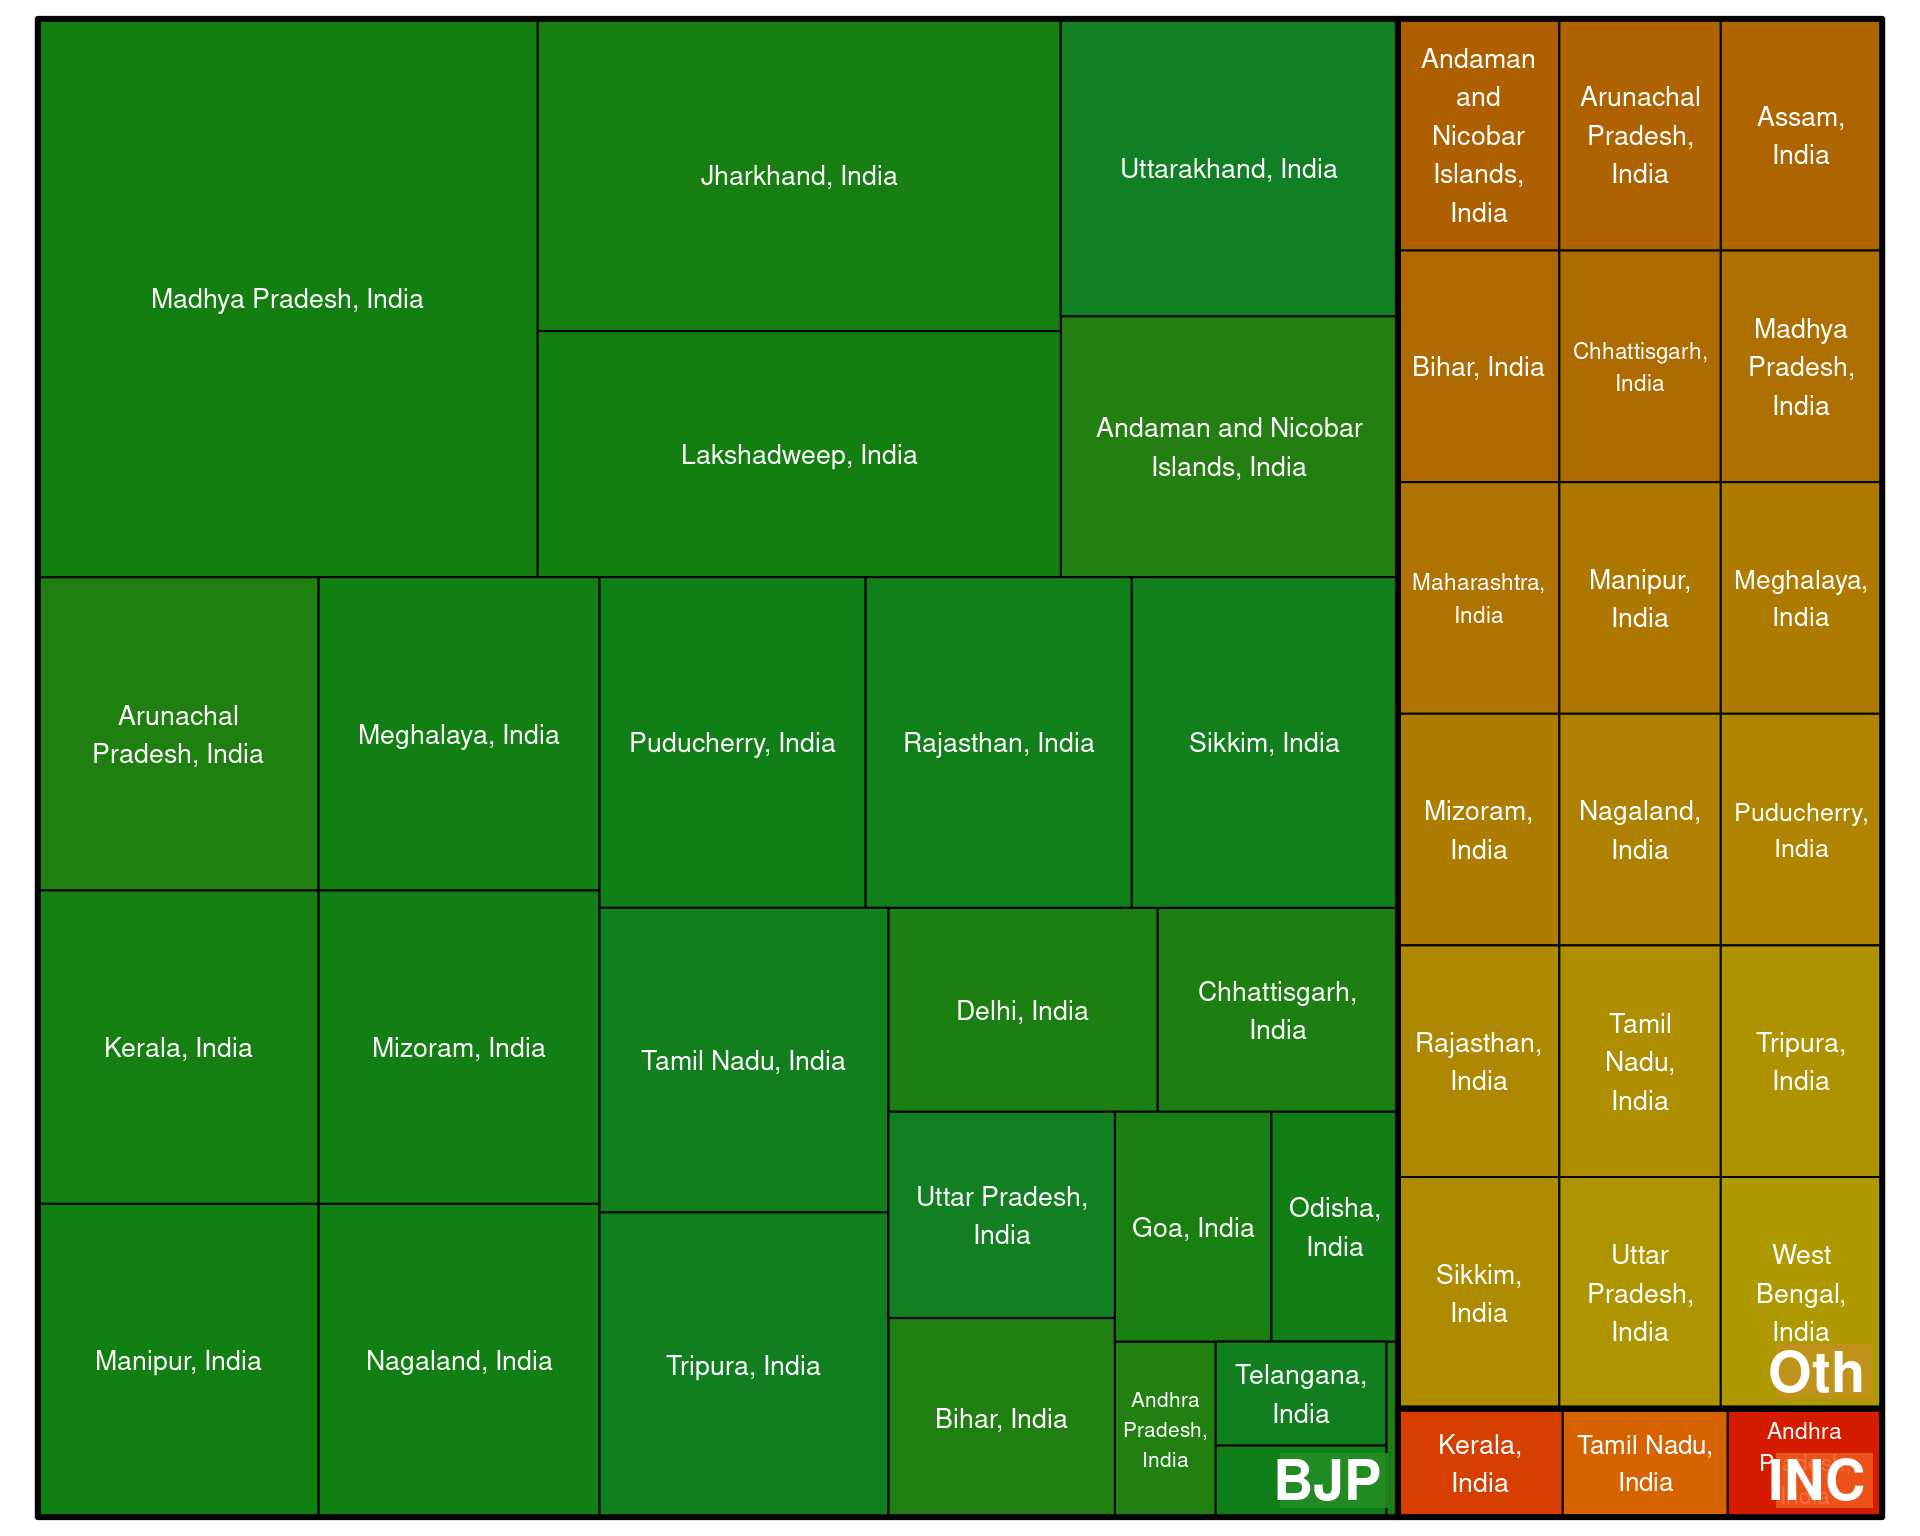 Madhya Pradesh, India
Jharkhand, India
Lakshadweep, India
Uttarakhand, India
Andaman and Nicobar
Islands, India
Arunachal
Pradesh, India
Meghalaya, India
Puducherry, India
Rajasthan, India
Sikkim, India
Kerala, India
Mizoram, India
Manipur, India
Nagaland, India
Tamil Nadu, India
Tripura, India
Delhi, India
Chhattisgarh,
India
Uttar Pradesh,
India
Goa, India
Odisha,
India
Bihar, India
Andhra
Pradesh,
India
Telangana,
India
BJP
Andaman
and
Nicobar
Islands,
India
Arunachal
Pradesh,
India
Assam,
India
Bihar, India
Chhattisgarh,
India
Madhya
Pradesh,
India
Maharashtra,
India
Manipur,
India
Meghalaya,
India
Mizoram,
India
Nagaland,
India
Puducherry,
India
Rajasthan,
India
Tamil
Nadu,
India
Tripura,
India
Sikkim,
India
Uttar
Pradesh,
India
West
Bengal,
India
Oth
Kerala,
India
Tamil Nadu,
India
Andhra
INC